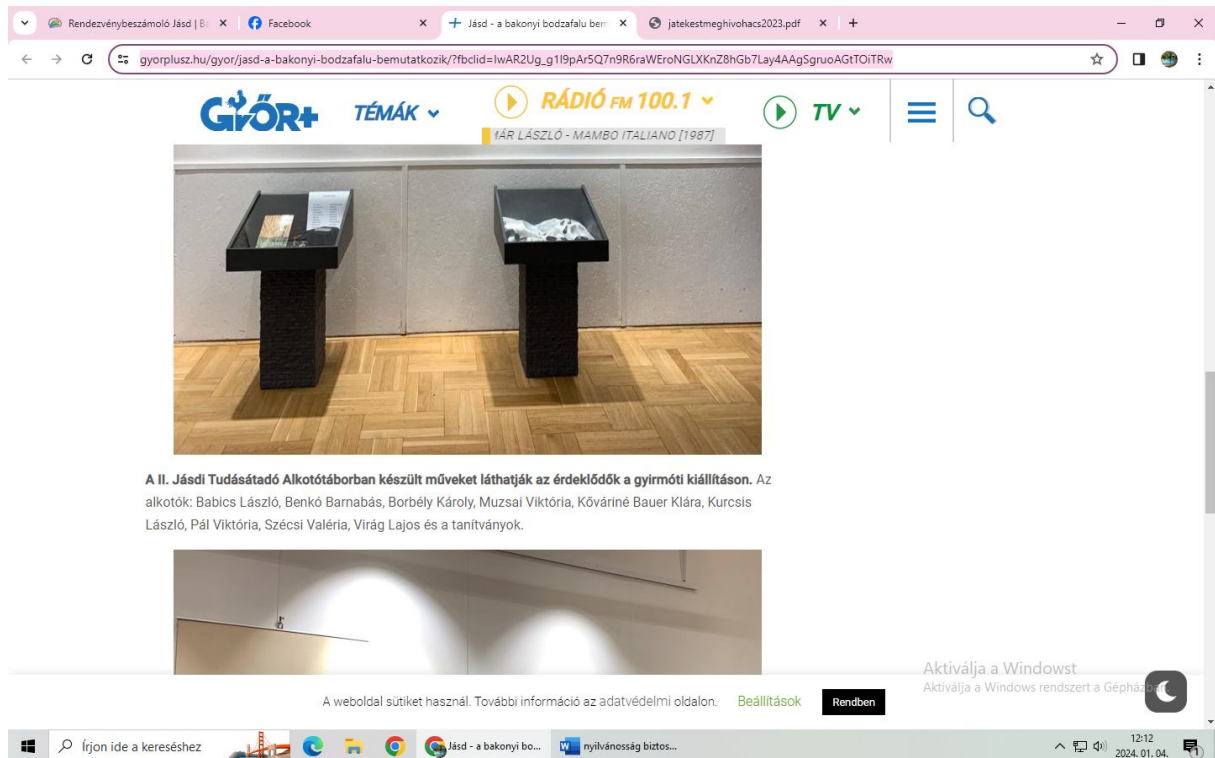 Rendezvénybeszámoló Jásd | Ba
Facebook
Jásd - a bakonyi bodzafalu bem
jatekestmeghivohacs2023.pdf
gyorplusz.hu/gyor/jasd-a-bakonyi-bodzafalu-bemutatkozik/?fbclid=IwAR2Ug_g1I9pAr5Q7n9R6raWEroNGLXKnZ8hGb7Lay4AAgSgruoAGtTOiTRw
GYŐR+
TÉMÁK
RÁDIÓ FM 100.1
TV
MÁR LÁSZLÓ - MAMBO ITALIANO [1987]
A II. Jásdi Tudásátadó Alkotótáborban készült műveket láthatják az érdeklődők a gyirmóti kiállításon. Az
alkotók: Babics László, Benkó Barnabás, Borbély Károly, Muzsai Viktória, Kőváriné Bauer Klára, Kurcsis
László, Pál Viktória, Szécsi Valéria, Virág Lajos és a tanítványok.
Aktiválja a Windowst
Aktiválja a Windows rendszert a
A weboldal sütiket használ. További információ az adatvédelmi oldalon.
Beállítások
Rendben
Írjon ide a kereséshez
Jásd - a bakonyi bo...
nyilvánosság biztos...
12:12
2024. 01. 04.